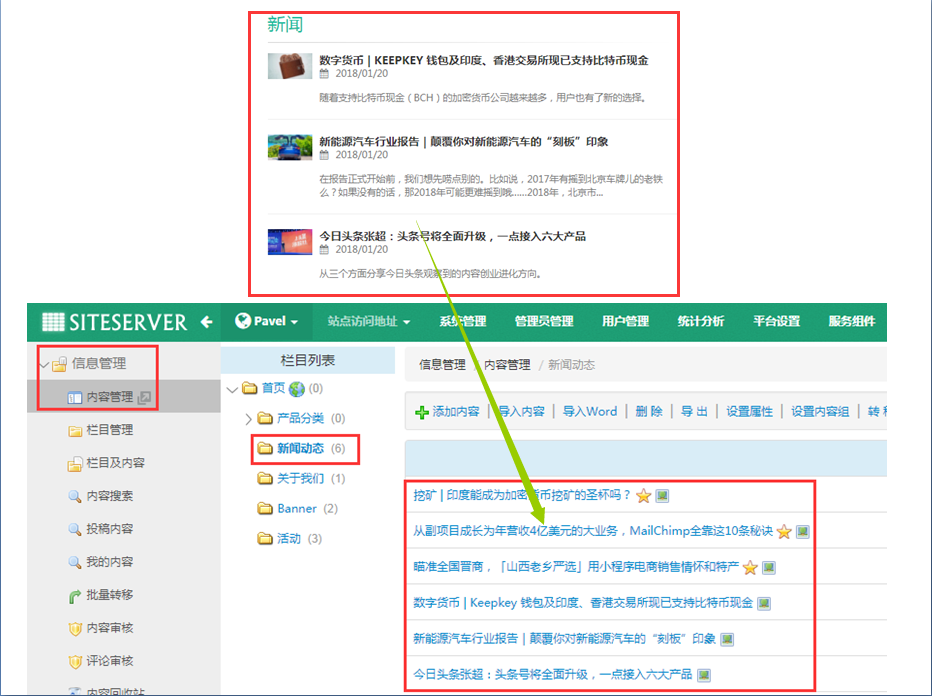 新闻
数字货币 | KEEPKEY 钱包及印度、香港交易所现已支持比特币现金
2018/01/20
随着支持比特币现金（BCH）的加密货币公司越来越多，用户也有了新的选择。
新能源汽车行业报告 | 颠覆你对新能源汽车的“刻板”印象
2018/01/20
在报告正式开始前，我们想先唠点别的。比如说，2017年有摇到北京车牌儿的老铁
么？如果没有的话，那2018年可能更难摇到哦......2018年，北京市...
今日头条张超：头条号将全面升级，一点接入六大产品
2018/01/20
从三个方面分享今日头条观察到的内容创业进化方向。
SITESERVER
Pavel
站点访问地址
系统管理
管理员管理
用户管理
统计分析
平台设置
服务组件
信息管理
内容管理
栏目管理
栏目及内容
内容搜索
投稿内容
我的内容
批量转移
内容审核
评论审核
内容回收站
栏目列表
首页 (0)
产品分类 (0)
新闻动态 (6)
关于我们 (1)
Banner (2)
活动 (3)
信息管理 / 内容管理 / 新闻动态
添加内容 | 导入内容 | 导入Word | 删 除 | 导 出 | 设置属性 | 设置内容组 | 转 移
挖矿 | 印度能成为加密货币挖矿的圣杯吗？
从副项目成长为年营收4亿美元的大业务，MailChimp全靠这10条秘诀
瞄准全国晋商，「山西老乡严选」用小程序电商销售情怀和特产
数字货币 | Keepkey 钱包及印度、香港交易所现已支持比特币现金
新能源汽车行业报告 | 颠覆你对新能源汽车的“刻板”印象
今日头条张超：头条号将全面升级，一点接入六大产品